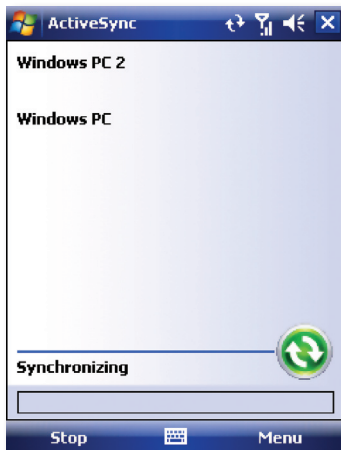 ActiveSync
Windows PC 2
Windows PC
Synchronizing
Stop Menu